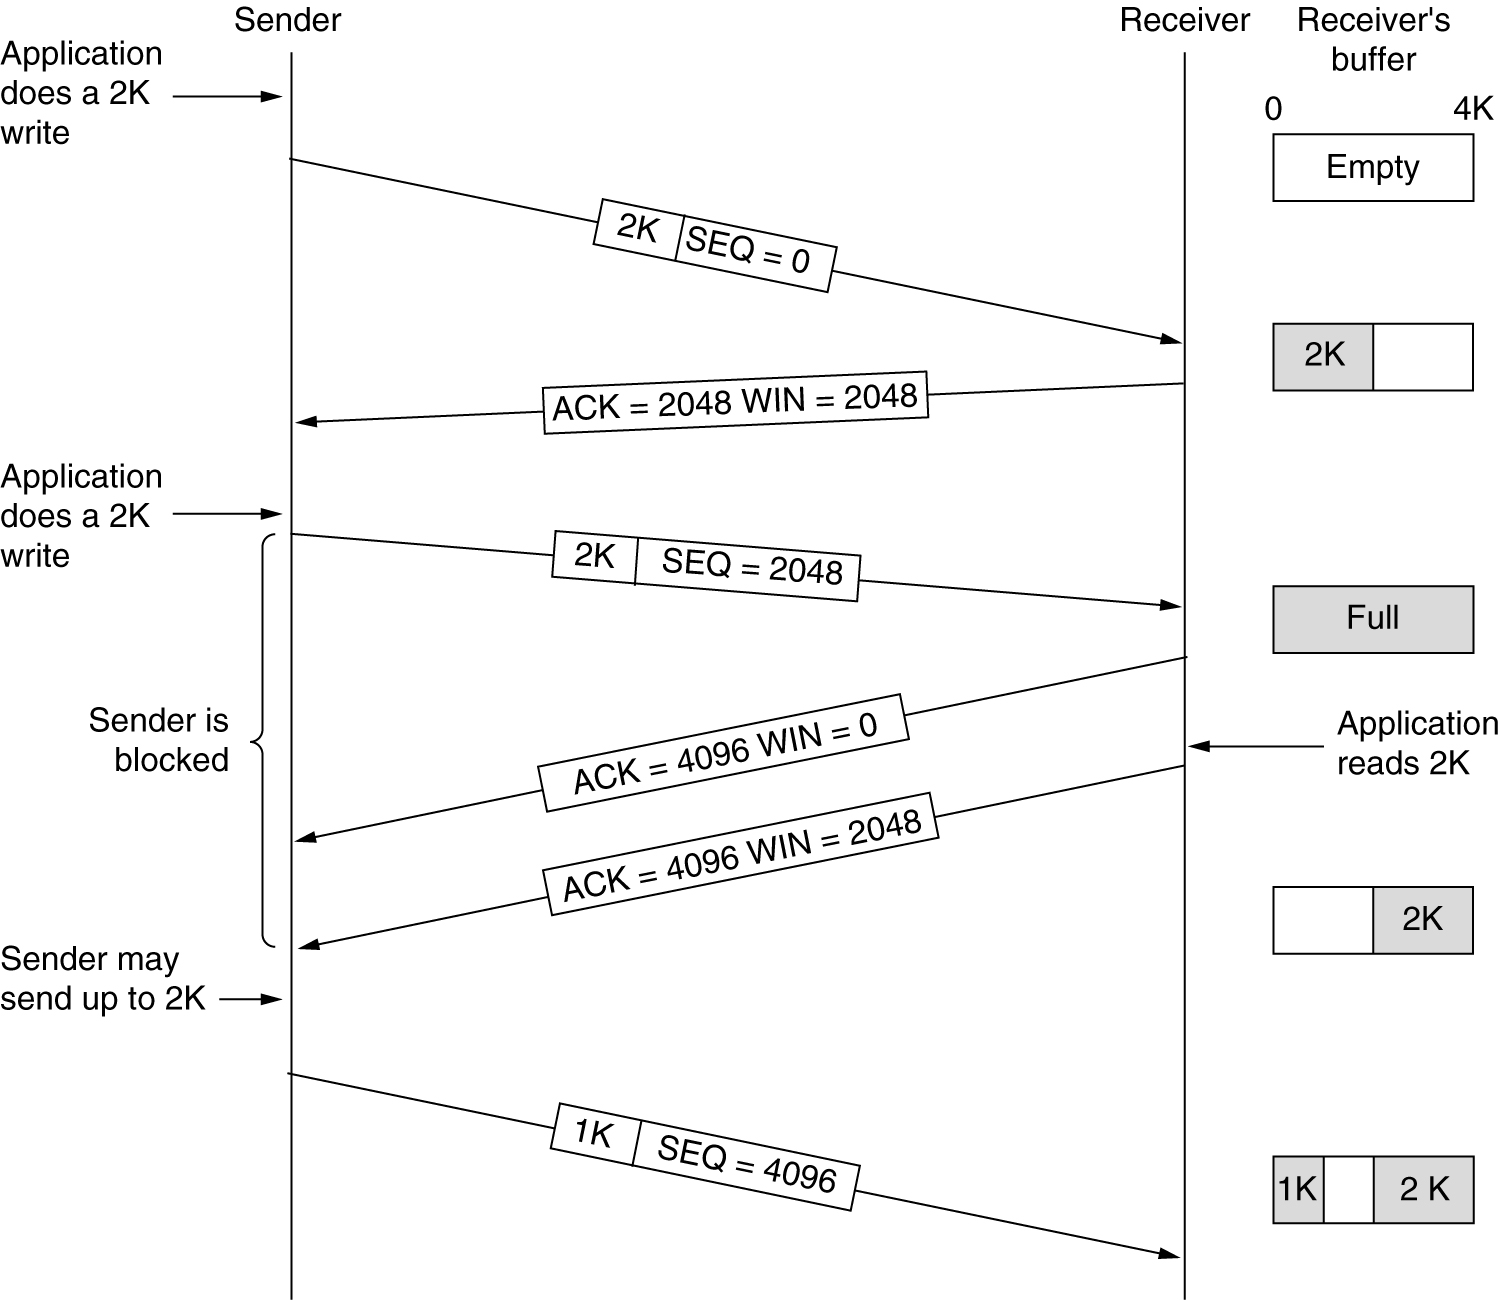 Sender
Receiver
Receiver's
buffer
Application
does a 2K
write
0
4K
Empty
2K
SEQ = 0
2K
ACK = 2048 WIN = 2048
Application
does a 2K
write
2K
SEQ = 2048
Full
Sender is
blocked
ACK = 4096 WIN = 0
Application
reads 2K
ACK = 4096 WIN = 2048
2K
Sender may
send up to 2K
1K
SEQ = 4096
1K
2 K